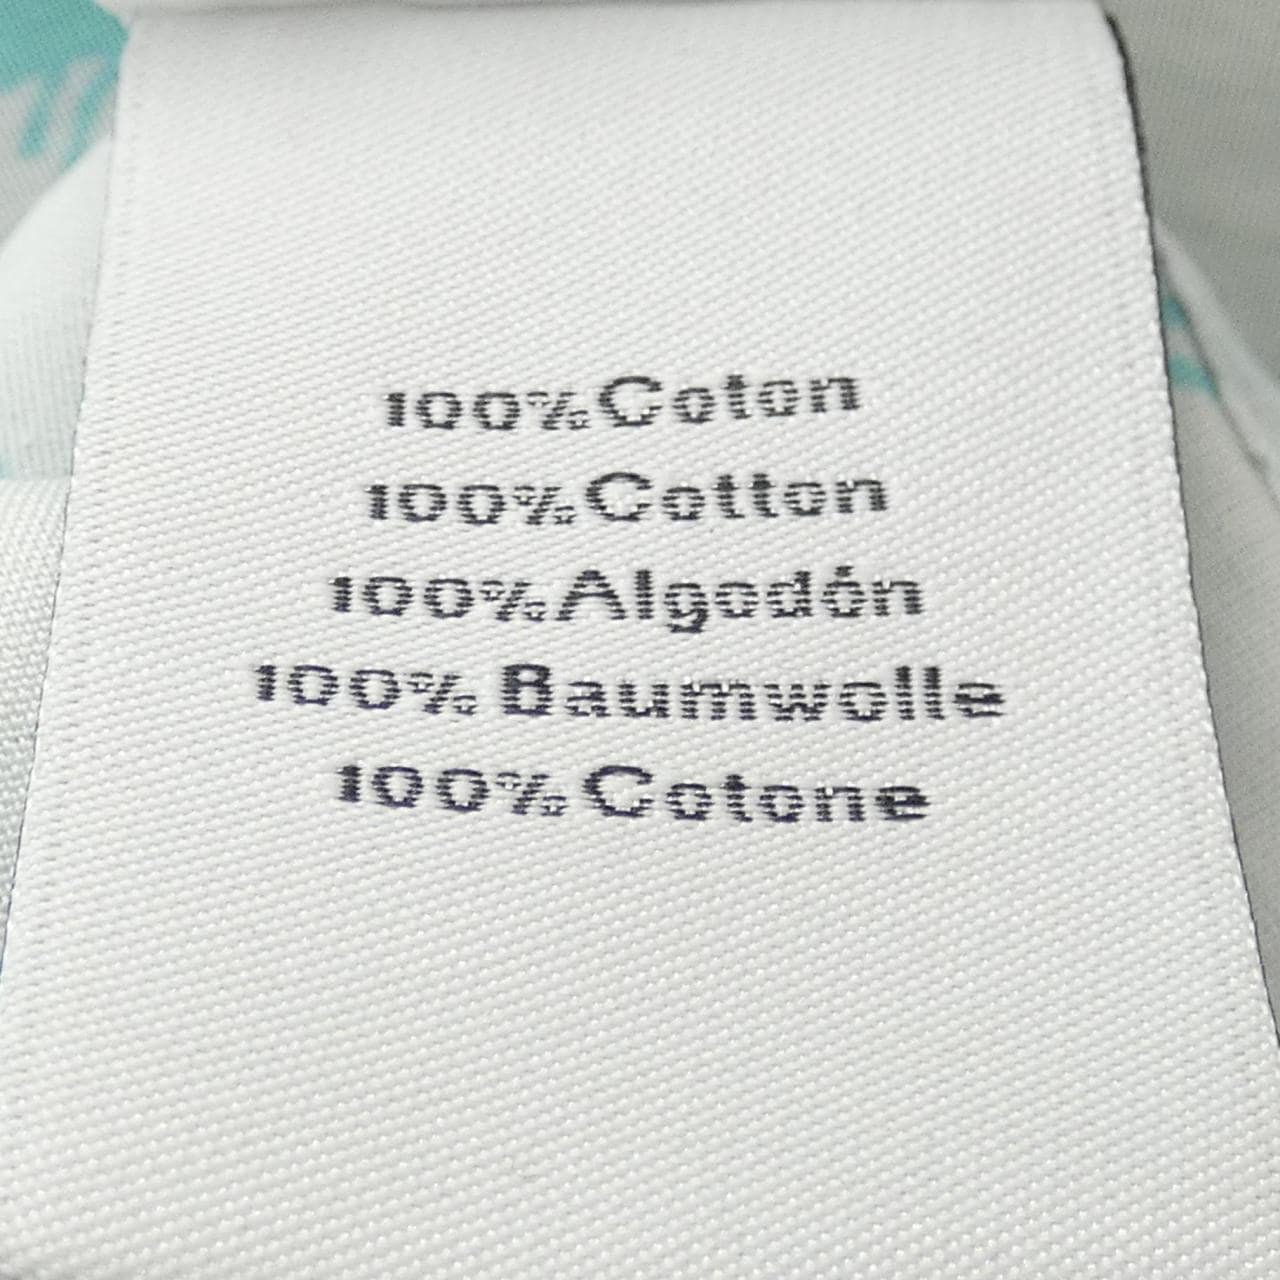 100% Coton
100% Cotton
100% Algodón
100% Baumwolle
100% Cotone